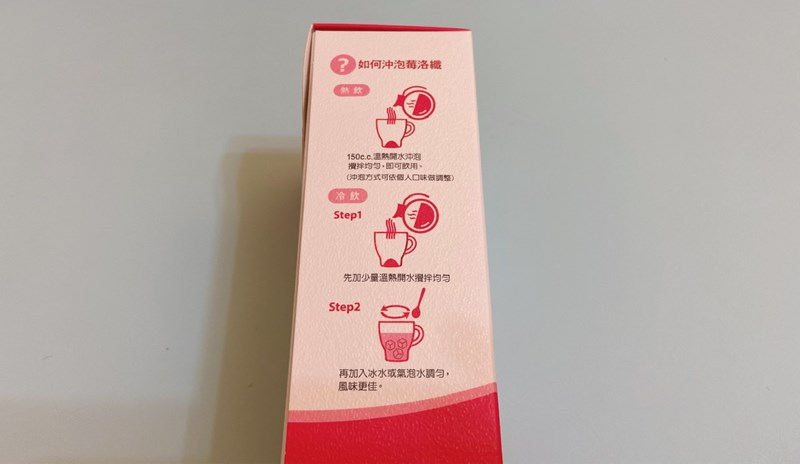 ?如何沖泡莓洛纖
熱飲
150c.c.溫熱開水沖泡
攪拌均勻,即可飲用。
(沖泡方式可依個人口味做調整)
冷飲
Step1
先加少量溫熱開水攪拌均勻
Step2
再加入冰水或氣泡水調勻,
風味更佳。